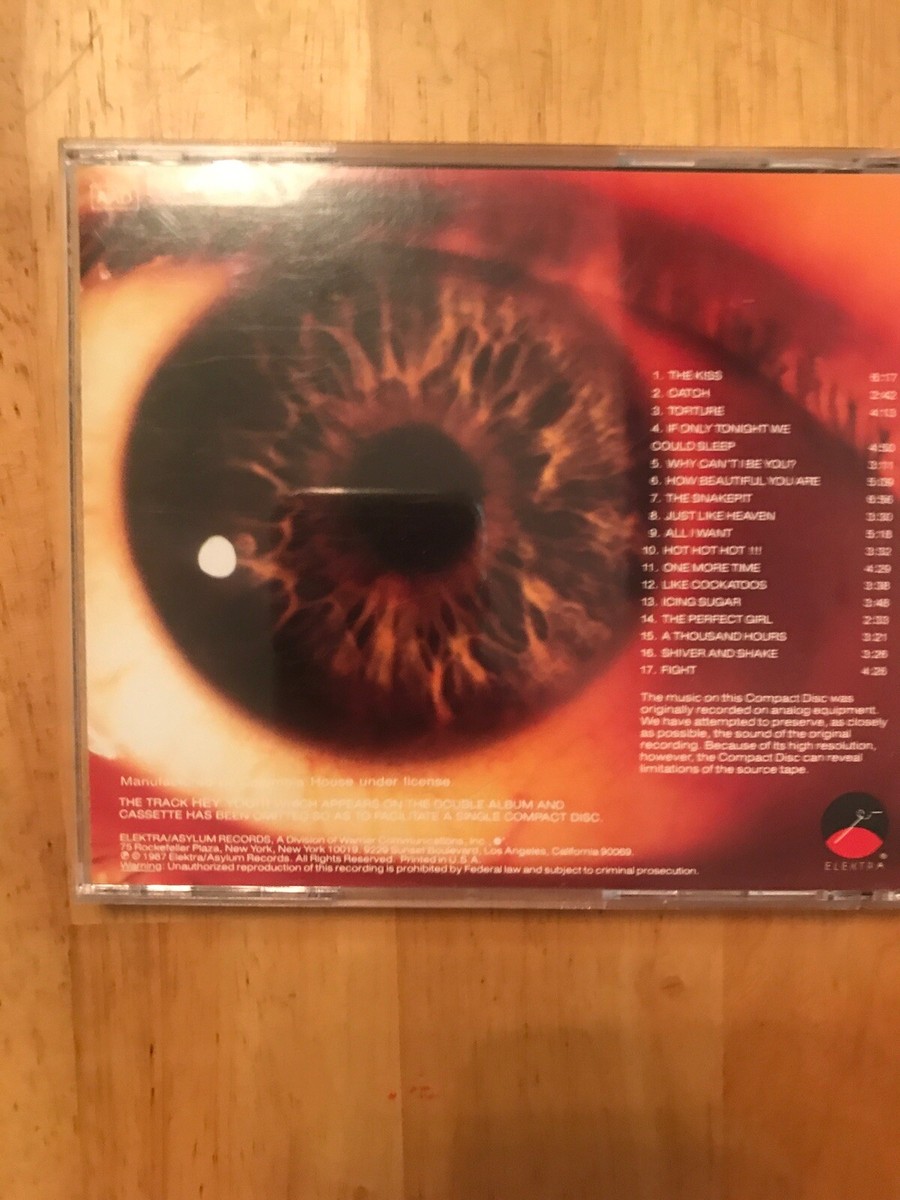 1. THE KISS 6:17
2. CATCH 2:42
3. TORTURE 4:13
4. IF ONLY TONIGHT WE
COULD SLEEP 4:50
5. WHY CAN'T I BE YOU? 3:11
6. HOW BEAUTIFUL YOU ARE 5:09
7. THE SNAKEPIT 6:56
8. JUST LIKE HEAVEN 3:30
9. ALL I WANT 5:18
10. HOT HOT HOT !!! 3:32
11. ONE MORE TIME 4:29
12. LIKE COCKATOOS 3:38
13. ICING SUGAR 3:48
14. THE PERFECT GIRL 2:33
15. A THOUSAND HOURS 3:21
16. SHIVER AND SHAKE 3:26
17. FIGHT 4:26
The music on this Compact Disc was
originally recorded on analog equipment.
We have attempted to preserve, as closely
as possible, the sound of the original
recording. Because of its high resolution,
however, the Compact Disc can reveal
limitations of the source tape.
House under license
THE TRACK HEY YOU!!! WHICH APPEARS ON THE DOUBLE ALBUM AND
CASSETTE HAS BEEN OMITTED SO AS TO FACILITATE A SINGLE COMPACT DISC.
ELEKTRA/ASYLUM RECORDS, A Division of Warner Communications, Inc.,
75 Rockefeller Plaza, New York, New York 10019. 9229 Sunset Boulevard, Los Angeles, California 90069.
℗ © 1987 Elektra/Asylum Records. All Rights Reserved. Printed in U.S.A.
Warning: Unauthorized reproduction of this recording is prohibited by Federal law and subject to criminal prosecution.
ELEKTRA